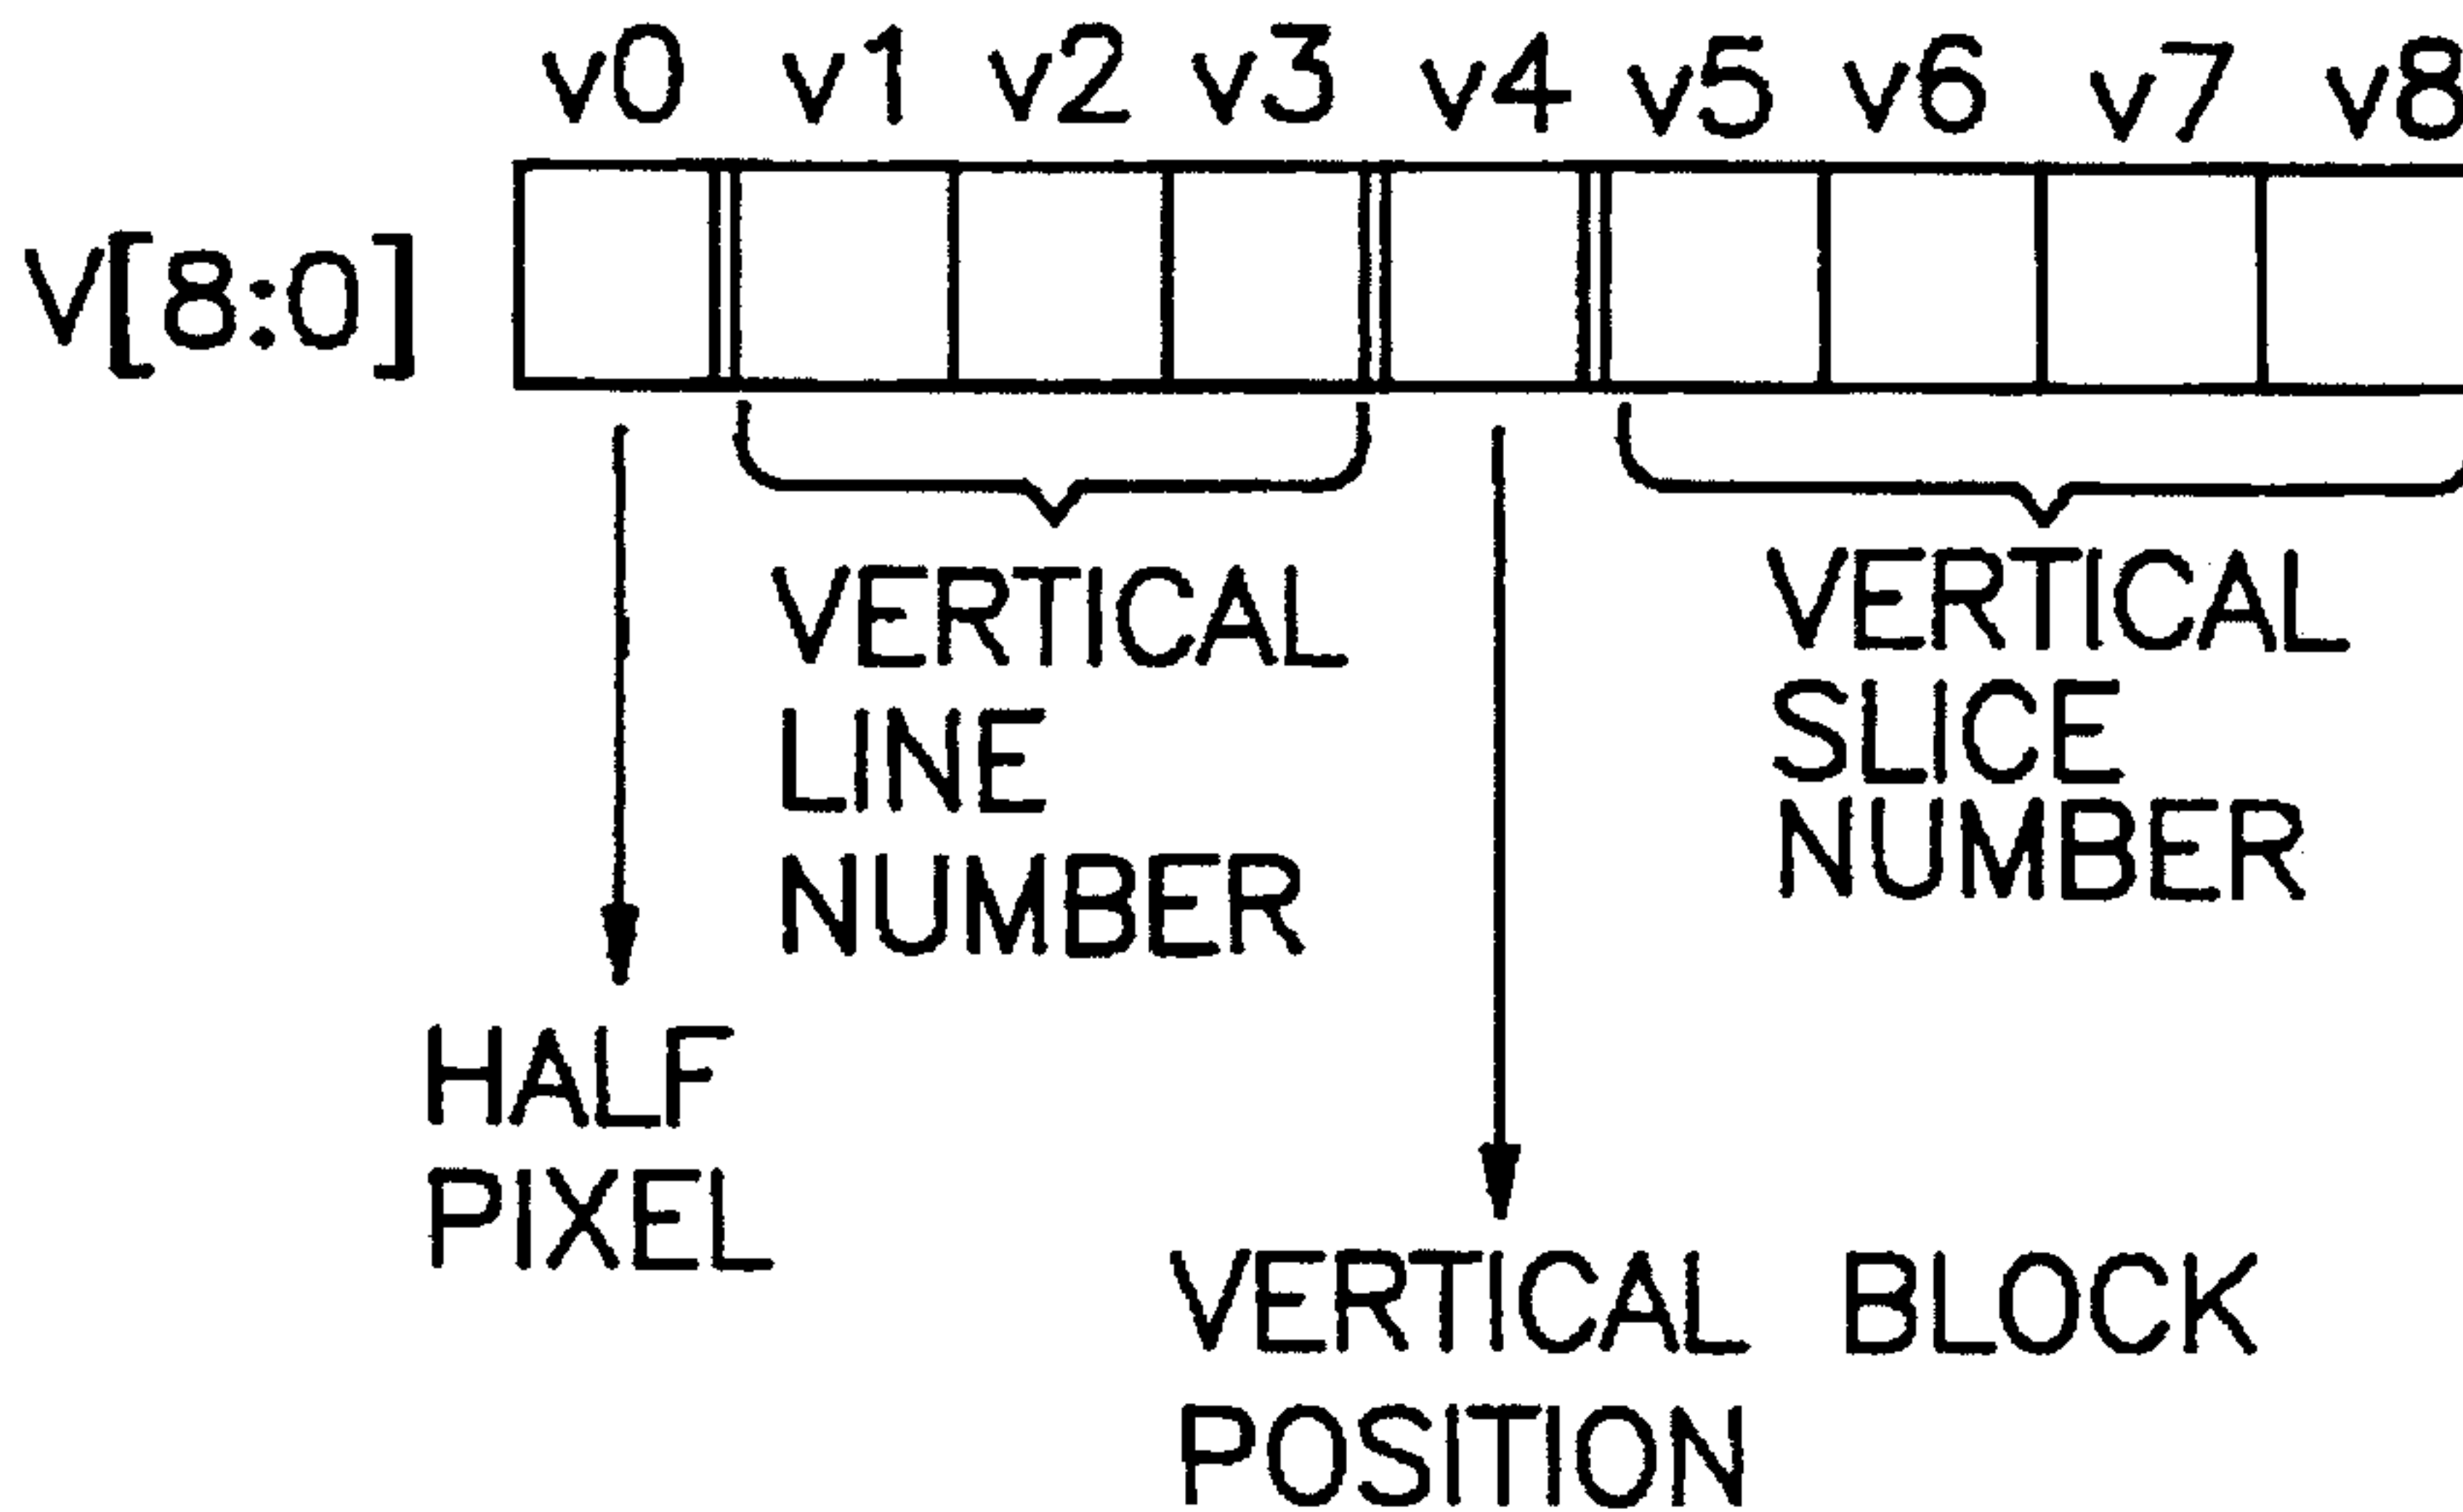 v0 v1 v2 v3 v4 v5 v6 v7 v8
V[8:0]
VERTICAL
LINE
NUMBER
VERTICAL
SLICE
NUMBER
HALF
PIXEL
VERTICAL BLOCK
POSITION